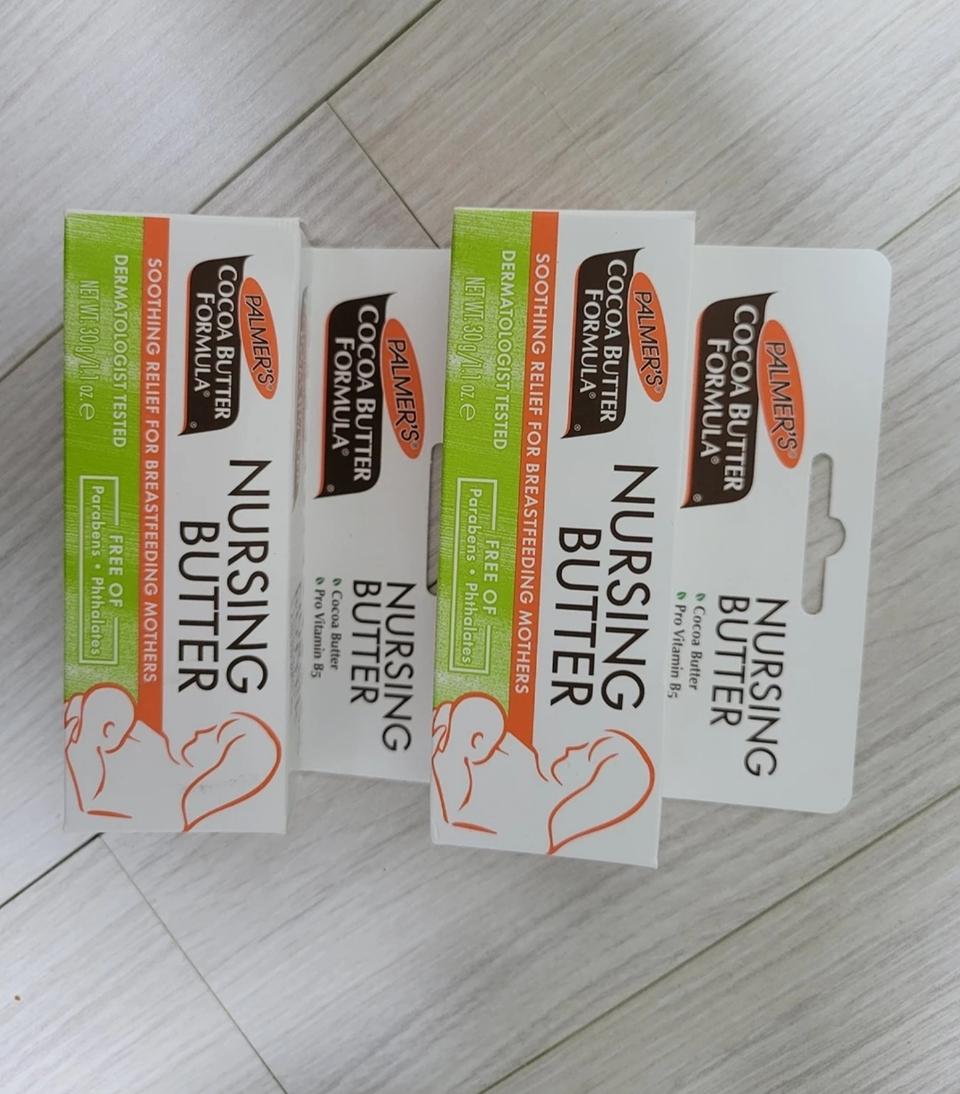 PALMER'S®
COCOA BUTTER
FORMULA®
NURSING
BUTTER
Cocoa Butter
Pro Vitamin B5
PALMER'S®
COCOA BUTTER
FORMULA®
NURSING
BUTTER
SOOTHING RELIEF FOR BREASTFEEDING MOTHERS
DERMATOLOGIST TESTED
NET WT. 30g/1.1 OZ. ℮
FREE OF
Parabens • Phthalates
PALMER'S®
COCOA BUTTER
FORMULA®
NURSING
BUTTER
Cocoa Butter
Pro Vitamin B5
PALMER'S®
COCOA BUTTER
FORMULA®
NURSING
BUTTER
SOOTHING RELIEF FOR BREASTFEEDING MOTHERS
DERMATOLOGIST TESTED
NET WT. 30g/1.1 OZ. ℮
FREE OF
Parabens • Phthalates